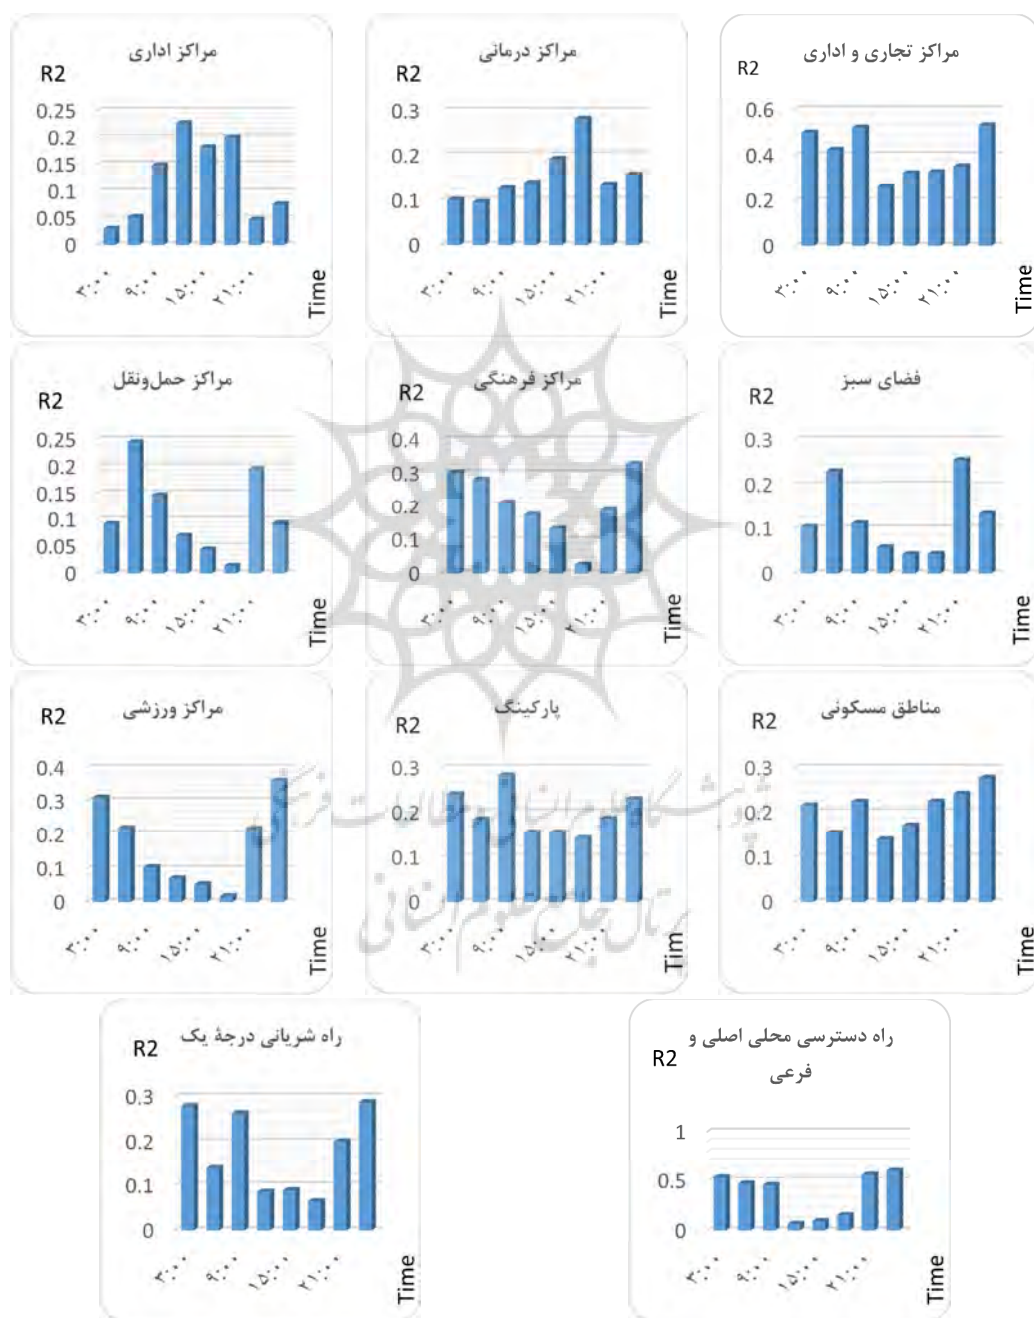 مراکز اداری
R2
0.25
0.2
0.15
0.1
0.05
0
۳:۰۰ ۹:۰۰ ۱۵:۰۰ ۲۱:۰۰
Time
مراکز درمانی
R2
0.3
0.2
0.1
0
۳:۰۰ ۹:۰۰ ۱۵:۰۰ ۲۱:۰۰
Time
مراکز تجاری و اداری
R2
0.6
0.4
0.2
0
۳:۰۰ ۹:۰۰ ۱۵:۰۰ ۲۱:۰۰
Time
مراکز حمل‌ونقل
R2
0.25
0.2
0.15
0.1
0.05
0
۳:۰۰ ۹:۰۰ ۱۵:۰۰ ۲۱:۰۰
Time
مراکز فرهنگی
R2
0.4
0.3
0.2
0.1
0
۳:۰۰ ۹:۰۰ ۱۵:۰۰ ۲۱:۰۰
Time
فضای سبز
R2
0.3
0.2
0.1
0
۳:۰۰ ۹:۰۰ ۱۵:۰۰ ۲۱:۰۰
Time
مراکز ورزشی
R2
0.4
0.3
0.2
0.1
0
۳:۰۰ ۹:۰۰ ۱۵:۰۰ ۲۱:۰۰
Time
پارکینگ
R2
0.3
0.2
0.1
0
۳:۰۰ ۹:۰۰ ۱۵:۰۰ ۲۱:۰۰
Tim
مناطق مسکونی
R2
0.3
0.2
0.1
0
۳:۰۰ ۹:۰۰ ۱۵:۰۰ ۲۱:۰۰
Time
پژوهشگاه علوم انسانی و مطالعات فرهنگی
پرتال جامع علوم انسانی
راه شریانی درجهٔ یک
R2
0.3
0.2
0.1
0
۳:۰۰ ۹:۰۰ ۱۵:۰۰ ۲۱:۰۰
Time
راه دسترسی محلی اصلی و
فرعی
R2
1
0.5
0
۳:۰۰ ۹:۰۰ ۱۵:۰۰ ۲۱:۰۰
Time